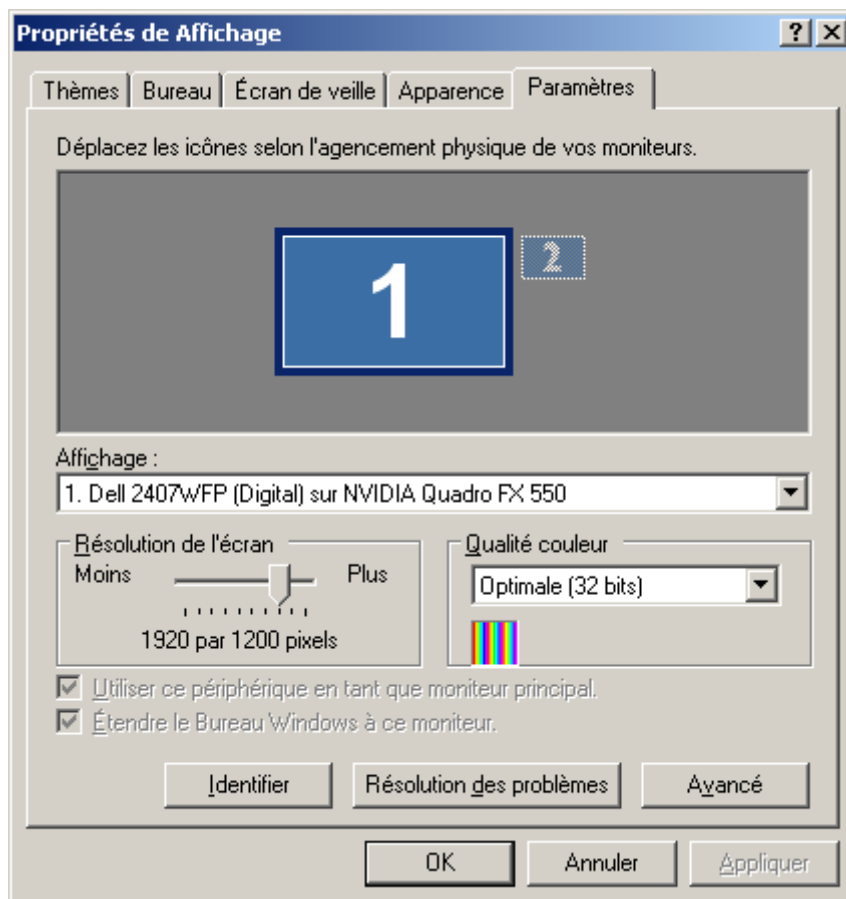 Propriétés de Affichage
Thèmes Bureau Écran de veille Apparence Paramètres
Déplacez les icônes selon l'agencement physique de vos moniteurs.
1 2
Affichage :
1. Dell 2407WFP (Digital) sur NVIDIA Quadro FX 550
Résolution de l'écran Qualité couleur
Moins Plus Optimale (32 bits)
1920 par 1200 pixels
Utiliser ce périphérique en tant que moniteur principal.
Étendre le Bureau Windows à ce moniteur.
Identifier Résolution des problèmes Avancé
OK Annuler Appliquer